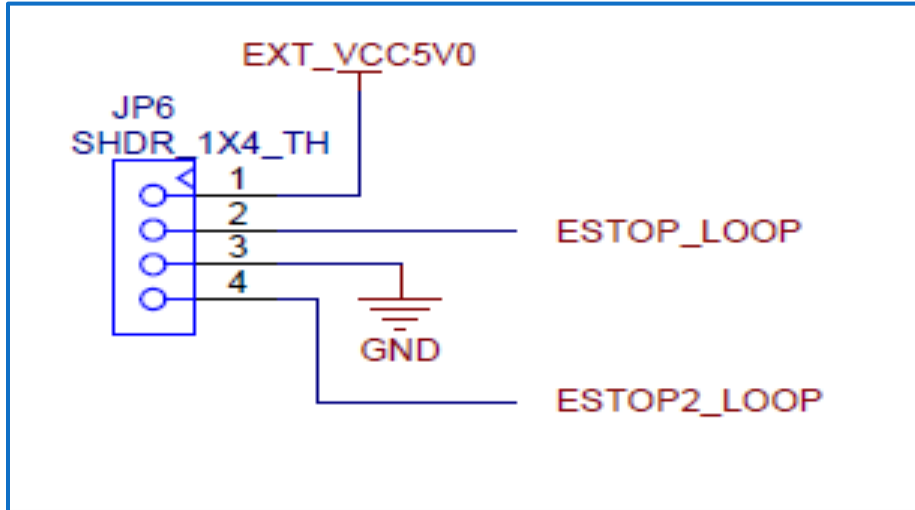 EXT_VCC5V0
JP6
SHDR_1X4_TH
1
2
ESTOP_LOOP
3
4
GND
ESTOP2_LOOP